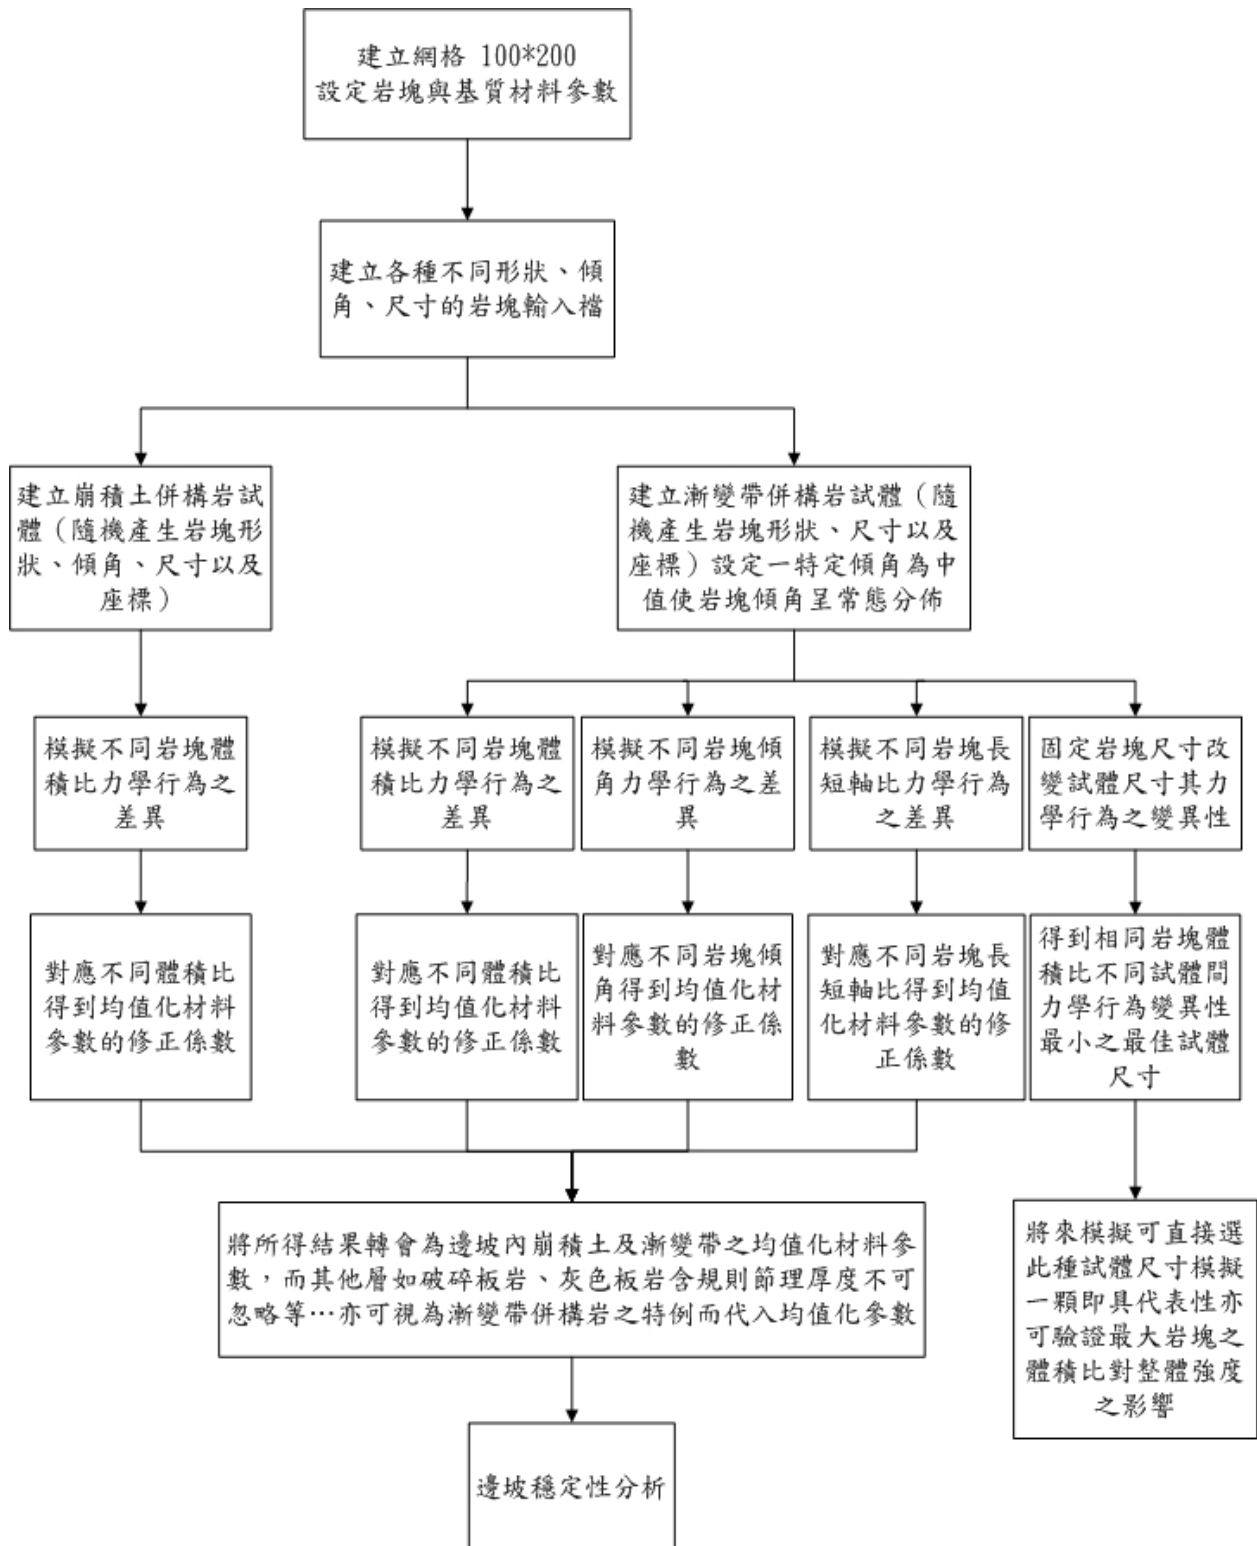 建立網格 100*200
設定岩塊與基質材料參數
建立各種不同形狀、傾
角、尺寸的岩塊輸入檔
建立崩積土併構岩試
體（隨機產生岩塊形
狀、傾角、尺寸以及
座標）
建立漸變帶併構岩試體（隨
機產生岩塊形狀、尺寸以及
座標）設定一特定傾角為中
值使岩塊傾角呈常態分佈
模擬不同岩塊體
積比力學行為之
差異
模擬不同岩塊體
積比力學行為之
差異
模擬不同岩塊傾
角力學行為之差
異
模擬不同岩塊長
短軸比力學行為
之差異
固定岩塊尺寸改
變試體尺寸其力
學行為之變異性
對應不同體積比
得到均值化材料
參數的修正係數
對應不同體積比
得到均值化材料
參數的修正係數
對應不同岩塊傾
角得到均值化材
料參數的修正係
數
對應不同岩塊長
短軸比得到均值
化材料參數的修
正係數
得到相同岩塊體
積比不同試體間
力學行為變異性
最小之最佳試體
尺寸
將所得結果轉會為邊坡內崩積土及漸變帶之均值化材料參
數，而其他層如破碎板岩、灰色板岩含規則節理厚度不可
忽略等…亦可視為漸變帶併構岩之特例而代入均值化參數
將來模擬可直接選
此種試體尺寸模擬
一顆即具代表性亦
可驗證最大岩塊之
體積比對整體強度
之影響
邊坡穩定性分析